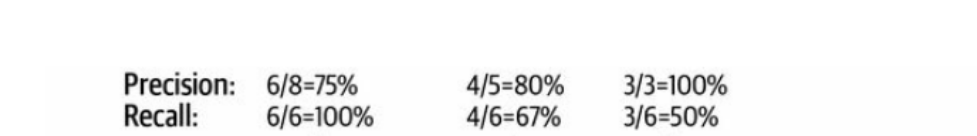 Precision: 6/8=75% 4/5=80% 3/3=100%
Recall: 6/6=100% 4/6=67% 3/6=50%